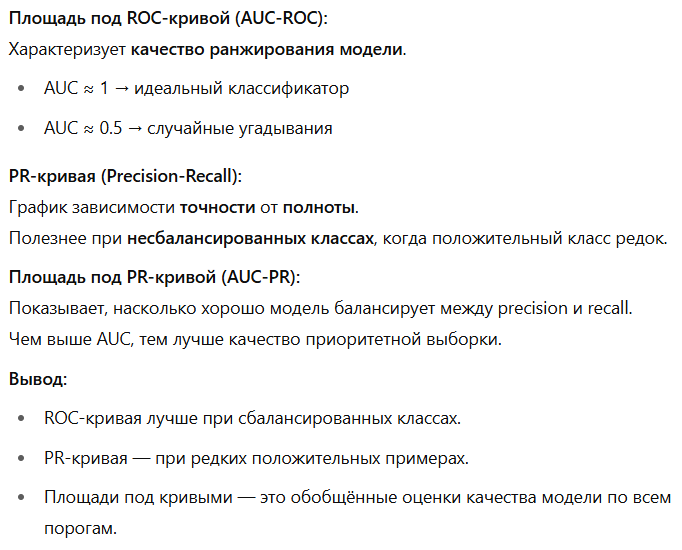 Площадь под ROC-кривой (AUC-ROC):
Характеризует качество ранжирования модели.
• AUC ≈ 1 → идеальный классификатор
• AUC ≈ 0.5 → случайные угадывания
PR-кривая (Precision-Recall):
График зависимости точности от полноты.
Полезнее при несбалансированных классах, когда положительный класс редок.
Площадь под PR-кривой (AUC-PR):
Показывает, насколько хорошо модель балансирует между precision и recall.
Чем выше AUC, тем лучше качество приоритетной выборки.
Вывод:
• ROC-кривая лучше при сбалансированных классах.
• PR-кривая — при редких положительных примерах.
• Площади под кривыми — это обобщённые оценки качества модели по всем
порогам.